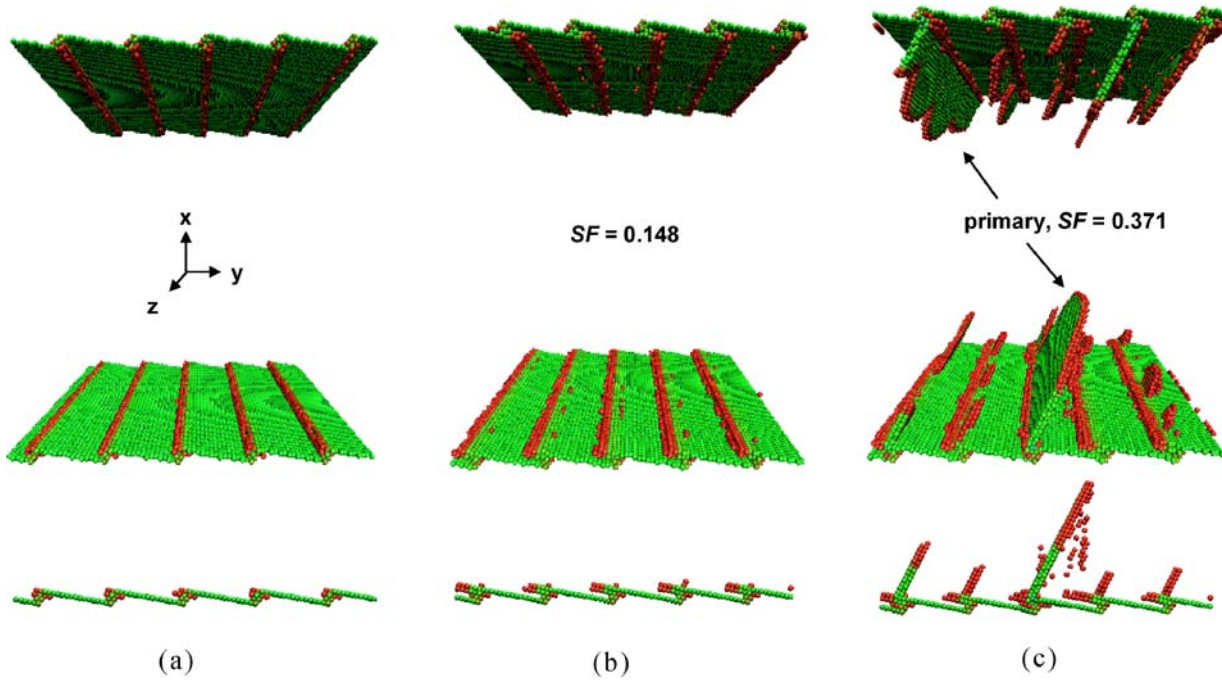 x
y
z
SF = 0.148
primary, SF = 0.371
(a)
(b)
(c)